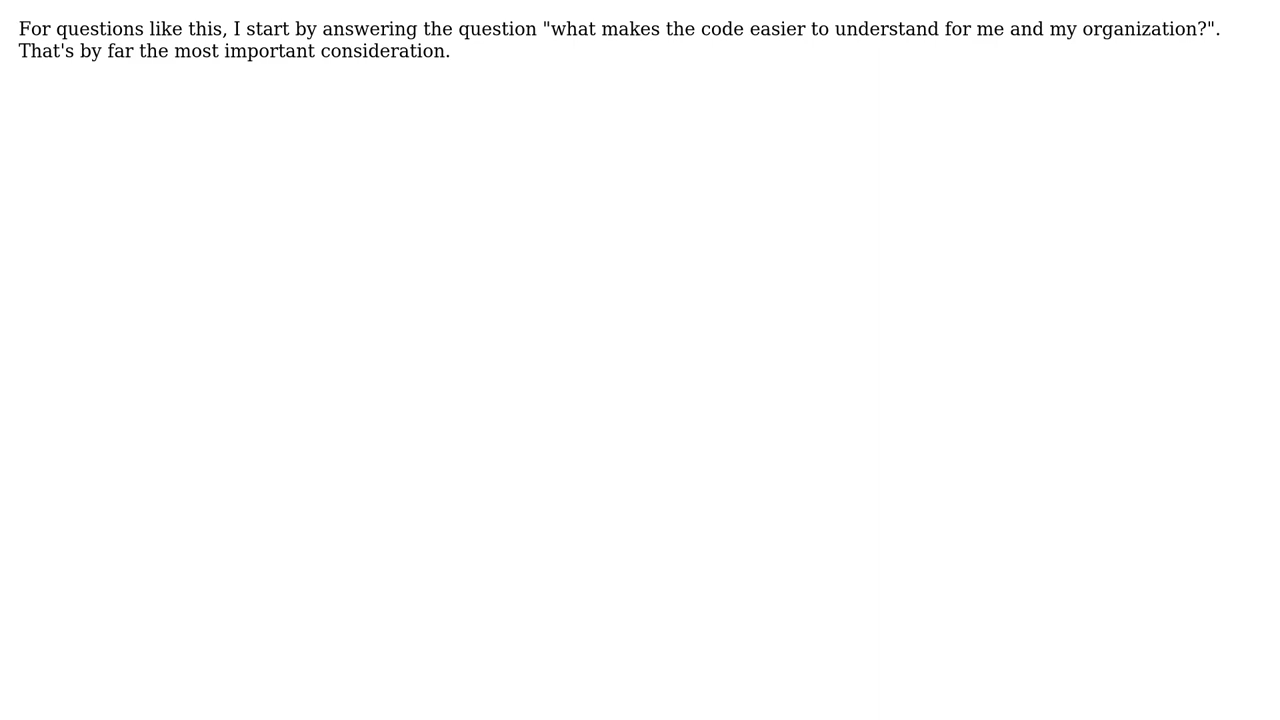 For questions like this, I start by answering the question "what makes the code easier to understand for me and my organization?".
That's by far the most important consideration.